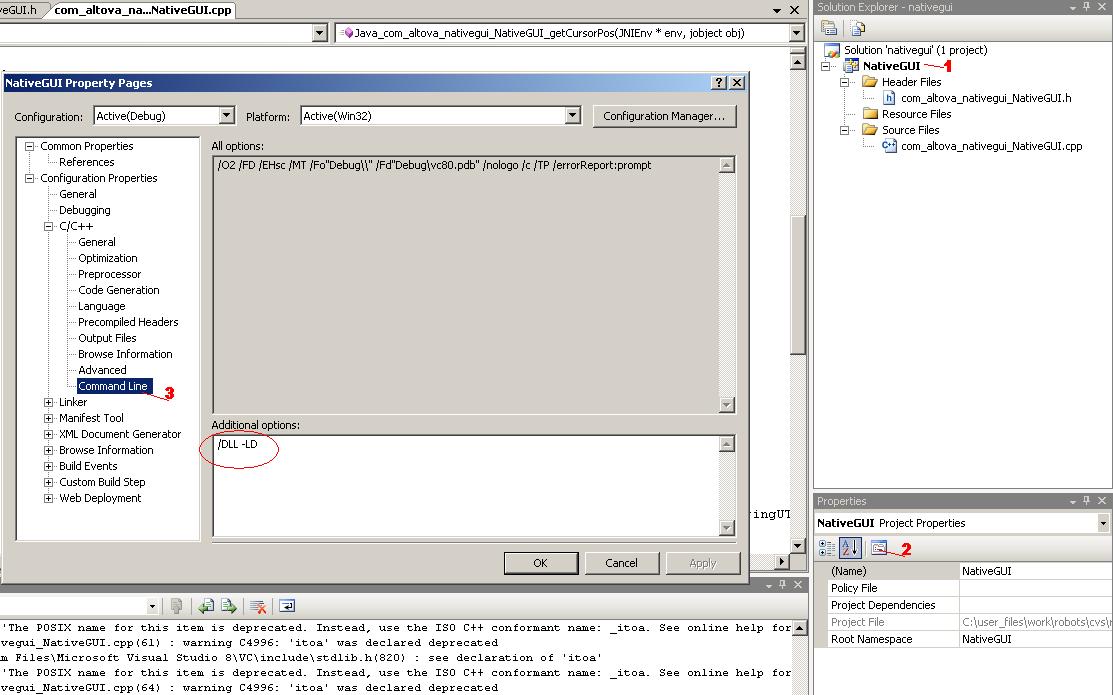 veGUI.h
com_altova_na...NativeGUI.cpp
Java_com_altova_nativegui_NativeGUI_getCursorPos(JNIEnv * env, jobject obj)
NativeGUI Property Pages
Configuration:
Active(Debug)
Platform:
Active(Win32)
Configuration Manager...
Common Properties
References
Configuration Properties
General
Debugging
C/C++
General
Optimization
Preprocessor
Code Generation
Language
Precompiled Headers
Output Files
Browse Information
Advanced
Command Line
3
Linker
Manifest Tool
XML Document Generator
Browse Information
Build Events
Custom Build Step
Web Deployment
All options:
/O2 /FD /EHsc /MT /Fo"Debug\\" /Fd"Debug\vc80.pdb" /nologo /c /TP /errorReport:prompt
Additional options:
/DLL -LD
OK
Cancel
Apply
ingUT
'The POSIX name for this item is deprecated. Instead, use the ISO C++ conformant name: _itoa. See online help for
vegui_NativeGUI.cpp(61) : warning C4996: 'itoa' was declared deprecated
m Files\Microsoft Visual Studio 8\VC\include\stdlib.h(820) : see declaration of 'itoa'
'The POSIX name for this item is deprecated. Instead, use the ISO C++ conformant name: _itoa. See online help for
vegui_NativeGUI.cpp(64) : warning C4996: 'itoa' was declared deprecated
Solution Explorer - nativegui
Solution 'nativegui' (1 project)
NativeGUI
1
Header Files
com_altova_nativegui_NativeGUI.h
Resource Files
Source Files
com_altova_nativegui_NativeGUI.cpp
Properties
NativeGUI Project Properties
2
(Name)
NativeGUI
Policy File
Project Dependencies
Project File
C:\user_files\work\robots\cvs\r
Root Namespace
NativeGUI